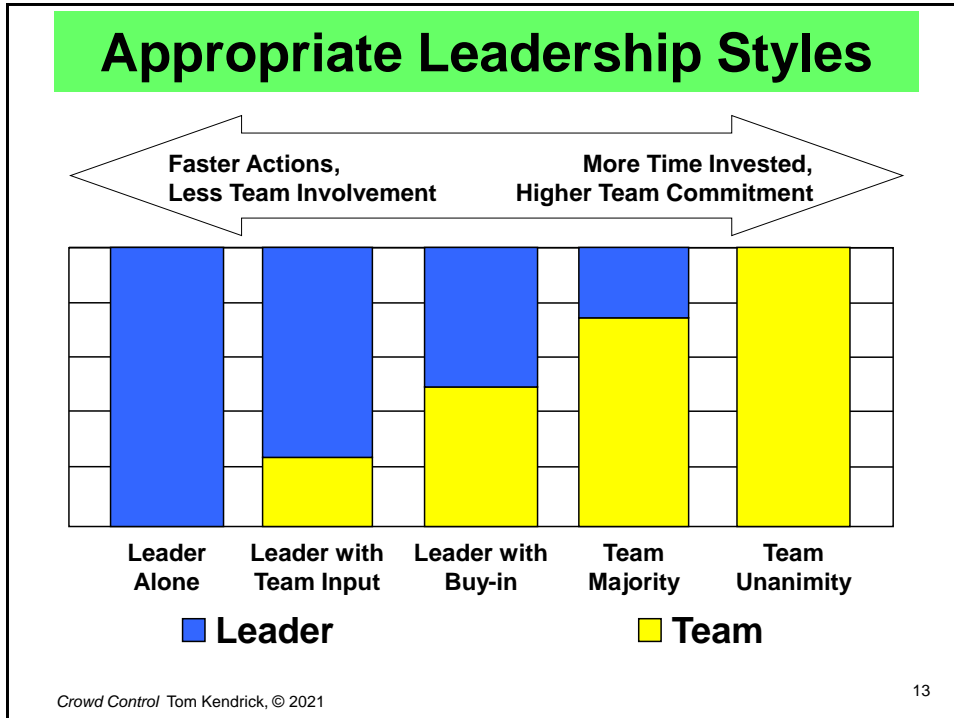 Appropriate Leadership Styles
Faster Actions,
Less Team Involvement
More Time Invested,
Higher Team Commitment
Leader
Alone
Leader with
Team Input
Leader with
Buy-in
Team
Majority
Team
Unanimity
Leader
Team
Crowd Control Tom Kendrick, © 2021
13